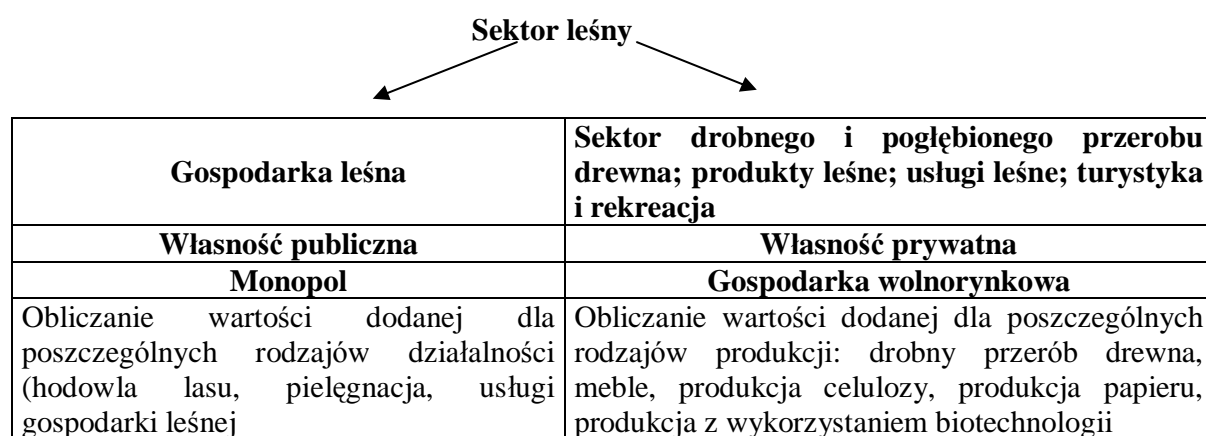 Sektor leśny
Gospodarka leśna
Sektor drobnego i pogłębionego przerobu
drewna; produkty leśne; usługi leśne; turystyka
i rekreacja
Własność publiczna
Własność prywatna
Monopol
Gospodarka wolnorynkowa
Obliczanie wartości dodanej dla
poszczególnych rodzajów działalności
(hodowla lasu, pielęgnacja, usługi
gospodarki leśnej
Obliczanie wartości dodanej dla poszczególnych
rodzajów produkcji: drobny przerób drewna,
meble, produkcja celulozy, produkcja papieru,
produkcja z wykorzystaniem biotechnologii